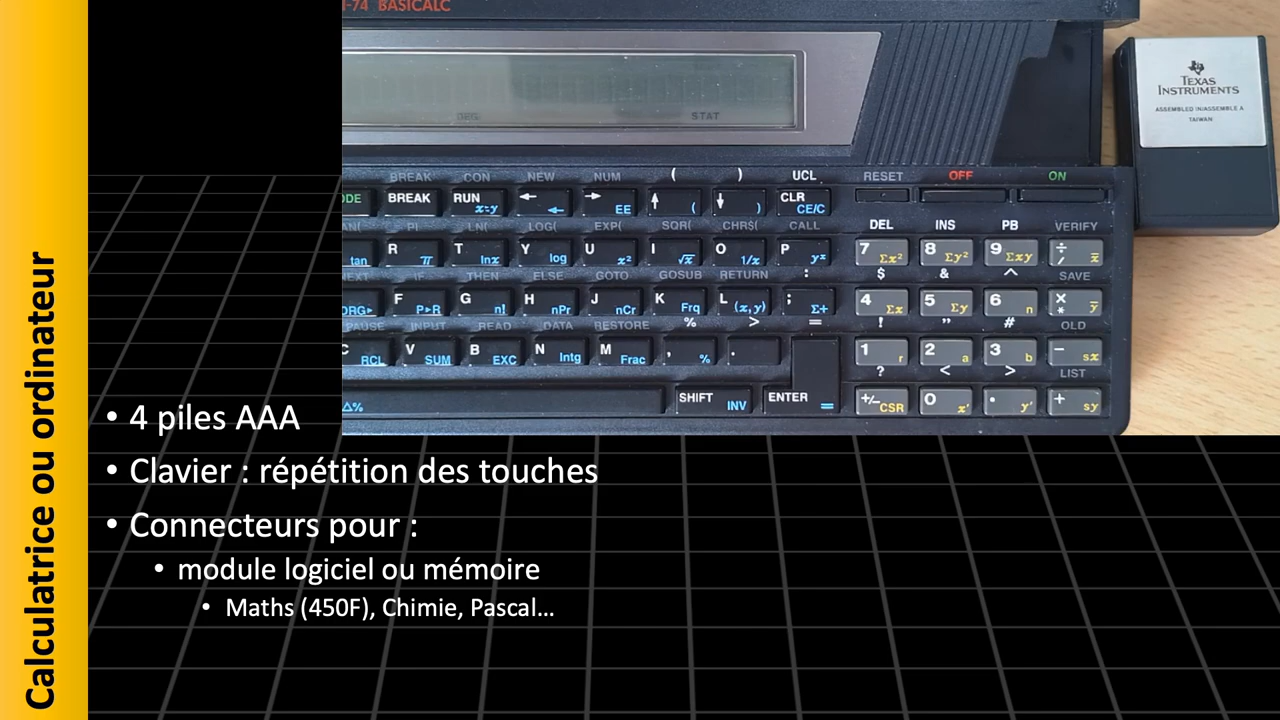 Calculatrice ou ordinateur
-74 BASICALC
TEXAS
INSTRUMENTS
ASSEMBLED IN/ASSEMBLE A
TAIWAN
DEG STAT
BREAK CON NEW NUM ( ) UCL RESET OFF ON
ODE BREAK RUN x⇄y ← ← → EE ↑ ( ↓ ) CLR CE/C
DEL INS PB VERIFY
AN( PI LN( LOG( EXP( SQR( CHR$( CALL
tan R π T lnx Y log U x² I √x O 1/x P yˣ 7 Σx² 8 Σy² 9 Σxy ÷ / x̄
EXT IF THEN ELSE GOTO GOSUB RETURN : $ & ^ SAVE
ORG▸ F P▸R G n! H nPr J nCr K Frq L (x,y) ; Σ+ 4 Σx 5 Σy 6 n X * ȳ
PAUSE INPUT READ DATA RESTORE % > = ! " # OLD
C RCL V SUM B EXC N Intg M Frac , % . 1 r 2 a 3 b − sx
? < > LIST
Δ% SHIFT INV ENTER = +/− CSR 0 x' . y' + sy
• 4 piles AAA
• Clavier : répétition des touches
• Connecteurs pour :
• module logiciel ou mémoire
• Maths (450F), Chimie, Pascal…